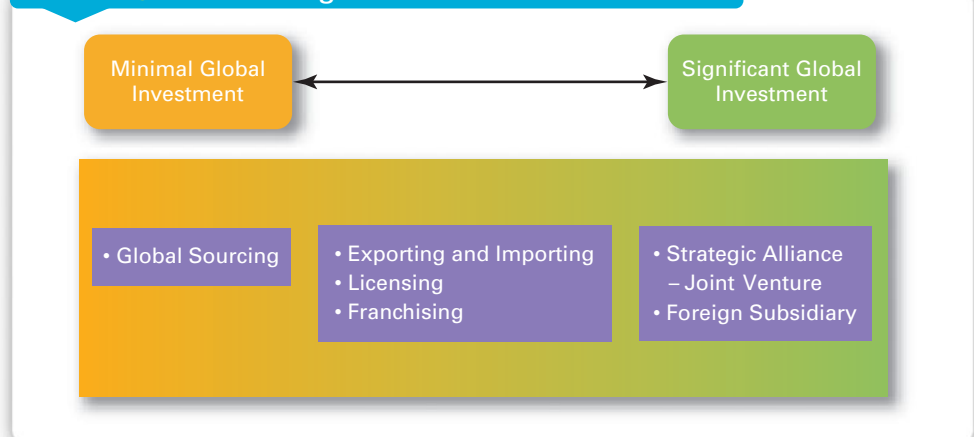 Minimal Global
Investment
Significant Global
Investment
• Global Sourcing
• Exporting and Importing
• Licensing
• Franchising
• Strategic Alliance
– Joint Venture
• Foreign Subsidiary